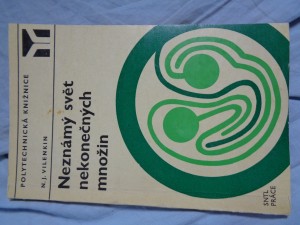 POLYTECHNICKÁ KNIŽNICE
N. J. VILENKIN
Neznámý svět
nekonečných
množin
SNTL
PRÁCE